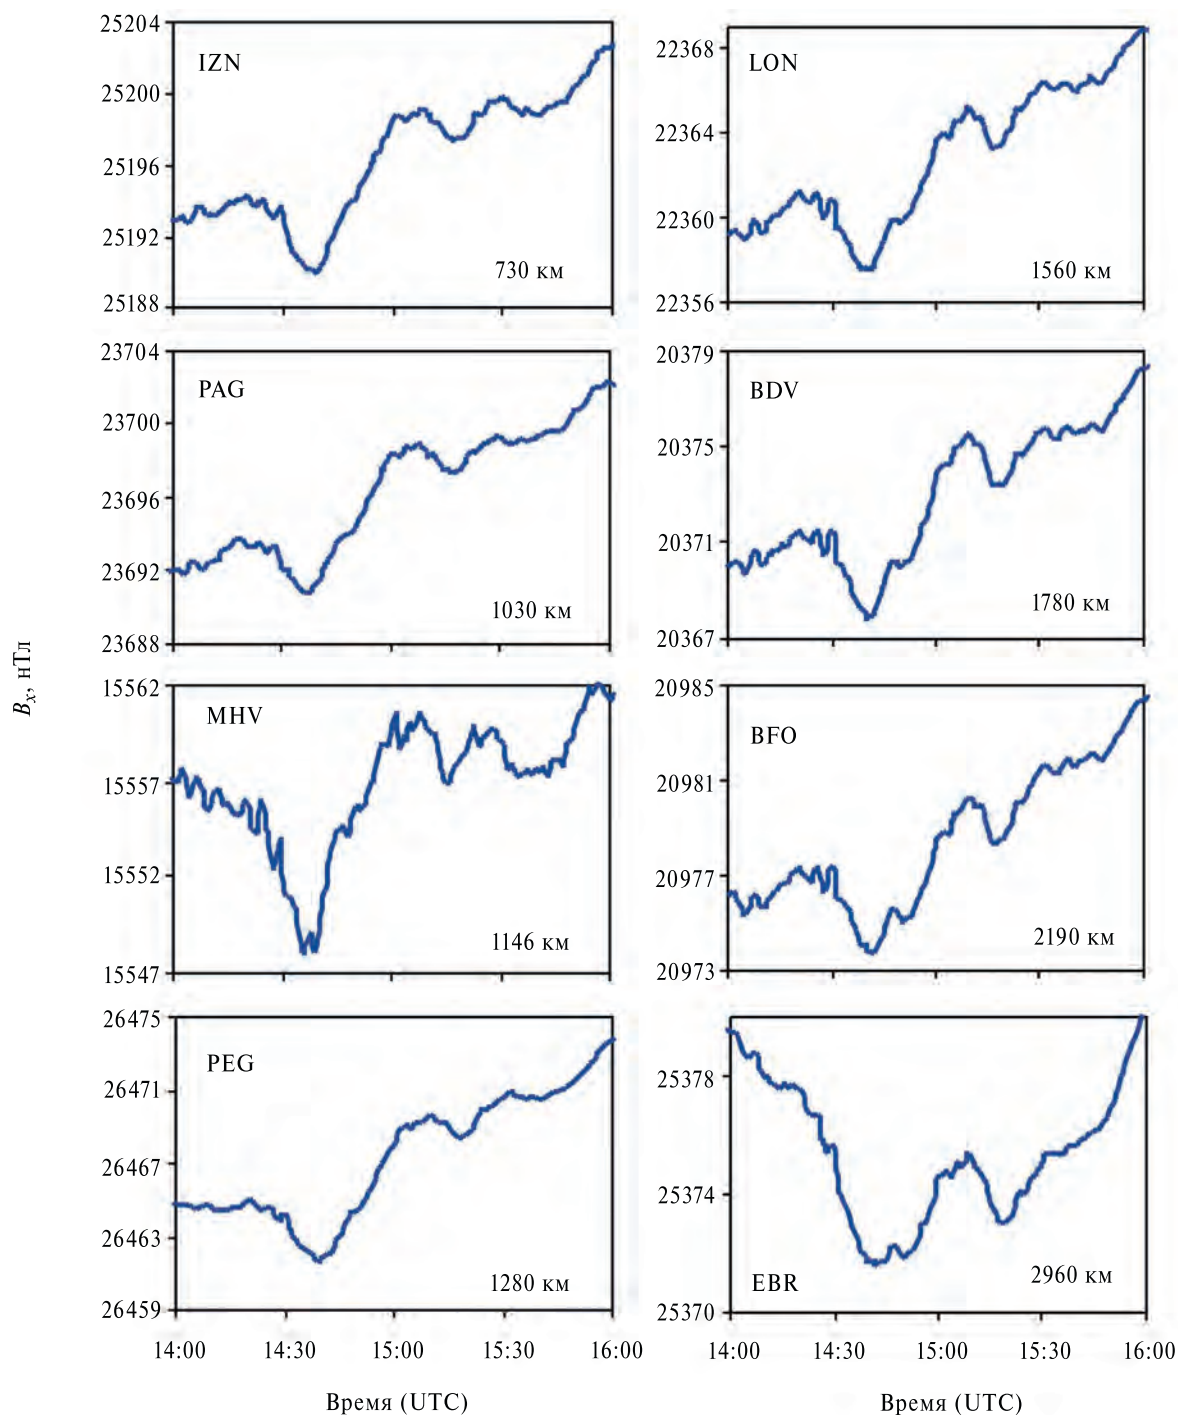 B_x, нТл
25204
25200
25196
25192
25188
IZN
730 км
22368
22364
22360
22356
LON
1560 км
23704
23700
23696
23692
23688
PAG
1030 км
20379
20375
20371
20367
BDV
1780 км
15562
15557
15552
15547
MHV
1146 км
20985
20981
20977
20973
BFO
2190 км
26475
26471
26467
26463
26459
PEG
1280 км
25378
25374
25370
EBR
2960 км
14:00 14:30 15:00 15:30 16:00
14:00 14:30 15:00 15:30 16:00
Время (UTC)
Время (UTC)